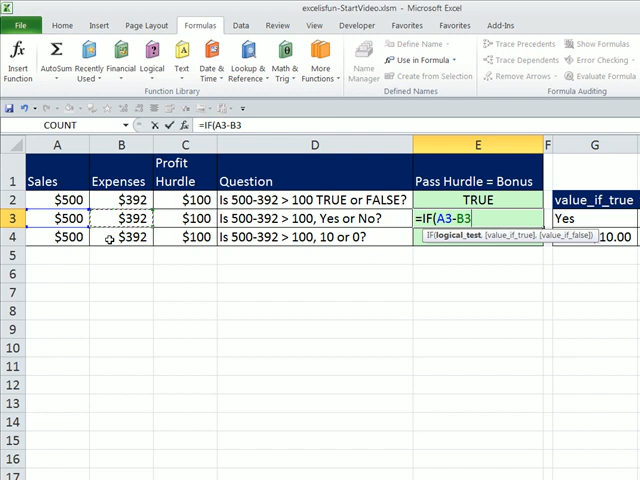 excelisfun-StartVideo.xlsm - Microsoft Excel
File Home Insert Page Layout Formulas Data Review View Developer Favorites Favorites Add-Ins
Insert Function
AutoSum
Recently Used
Financial
Logical
Text
Date & Time
Lookup & Reference
Math & Trig
More Functions
Function Library
Name Manager
Define Name
Use in Formula
Create from Selection
Defined Names
Trace Precedents
Trace Dependents
Remove Arrows
Show Formulas
Error Checking
Evaluate Formula
Formula Auditing
COUNT =IF(A3-B3
A B C D E F G
1 Sales Expenses Profit Hurdle Question Pass Hurdle = Bonus
2 $500 $392 $100 Is 500-392 > 100 TRUE or FALSE? TRUE value_if_true
3 $500 $392 $100 Is 500-392 > 100, Yes or No? =IF(A3-B3 Yes
4 $500 $392 $100 Is 500-392 > 100, 10 or 0? 10.00
IF(logical_test, [value_if_true], [value_if_false])
5
6
7
8
9
10
11
12
13
14
15
16
17